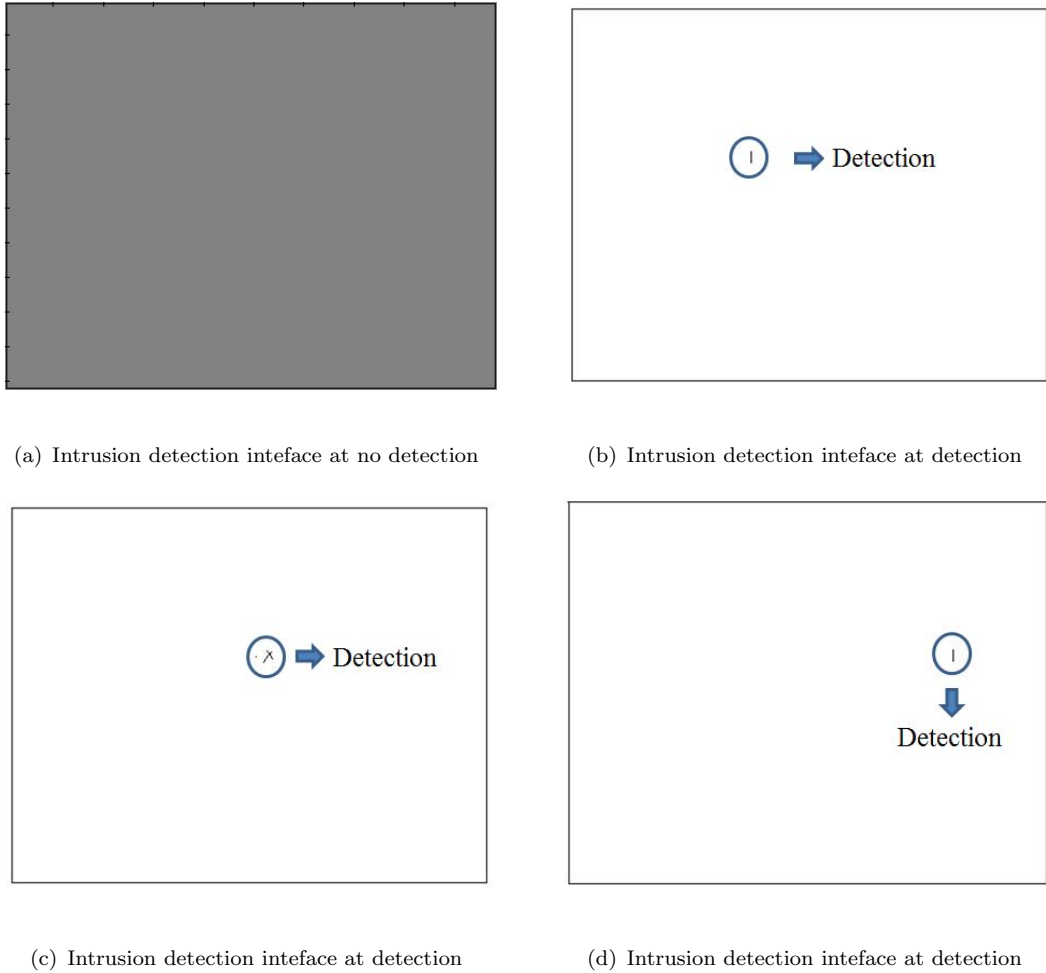 Detection
(a) Intrusion detection inteface at no detection
(b) Intrusion detection inteface at detection
Detection
Detection
(c) Intrusion detection inteface at detection
(d) Intrusion detection inteface at detection